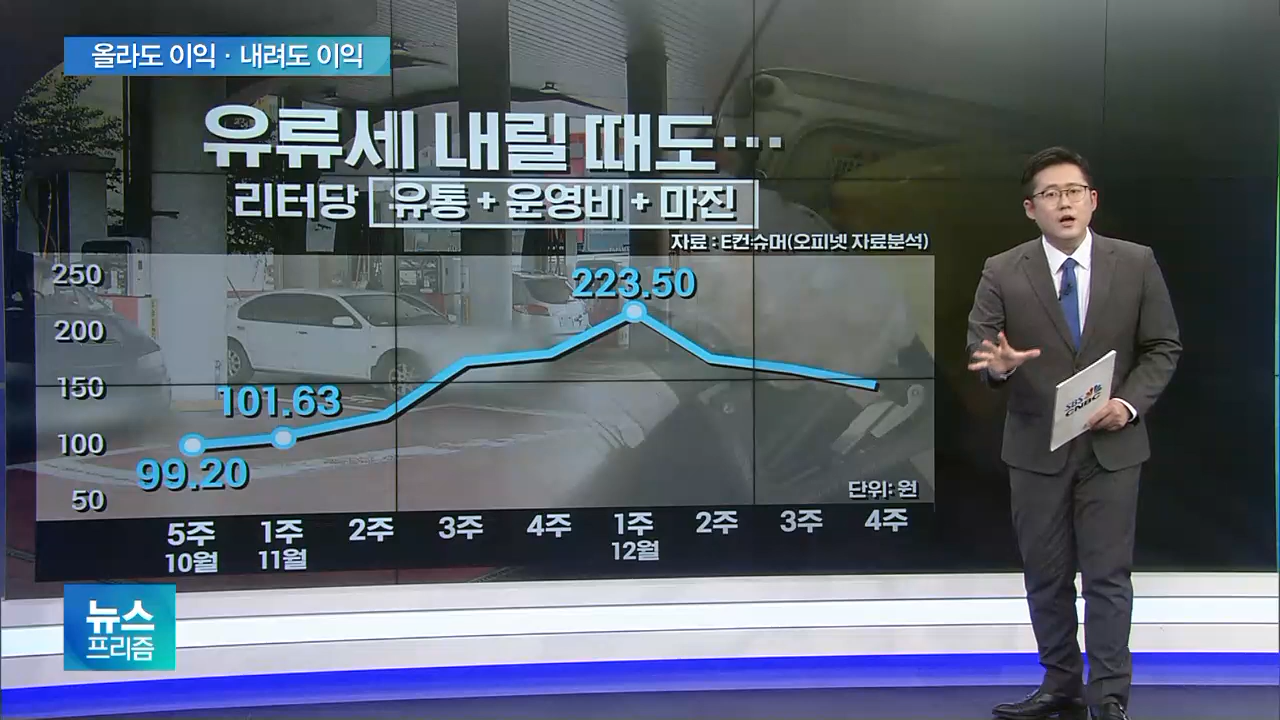 올라도 이익 · 내려도 이익
유류세 내릴 때도…
리터당 유통 + 운영비 + 마진
자료 : E컨슈머(오피넷 자료분석)
250
223.50
200
150
101.63
100
99.20
50
단위: 원
5주 1주 2주 3주 4주 1주 2주 3주 4주
10월 11월 12월
SBS
CNBC
뉴스
프리즘